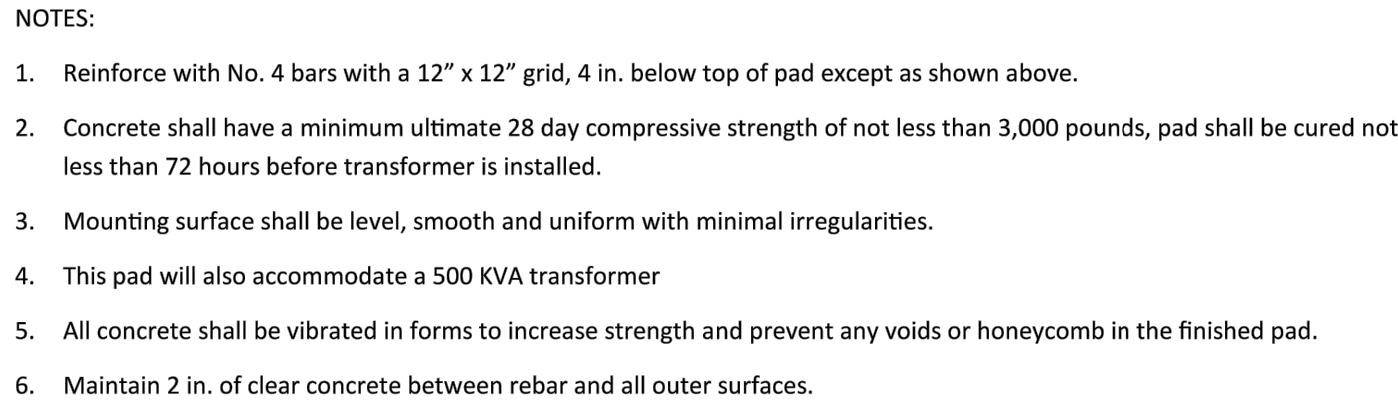 NOTES:
1. Reinforce with No. 4 bars with a 12” x 12” grid, 4 in. below top of pad except as shown above.
2. Concrete shall have a minimum ultimate 28 day compressive strength of not less than 3,000 pounds, pad shall be cured not
less than 72 hours before transformer is installed.
3. Mounting surface shall be level, smooth and uniform with minimal irregularities.
4. This pad will also accommodate a 500 KVA transformer
5. All concrete shall be vibrated in forms to increase strength and prevent any voids or honeycomb in the finished pad.
6. Maintain 2 in. of clear concrete between rebar and all outer surfaces.